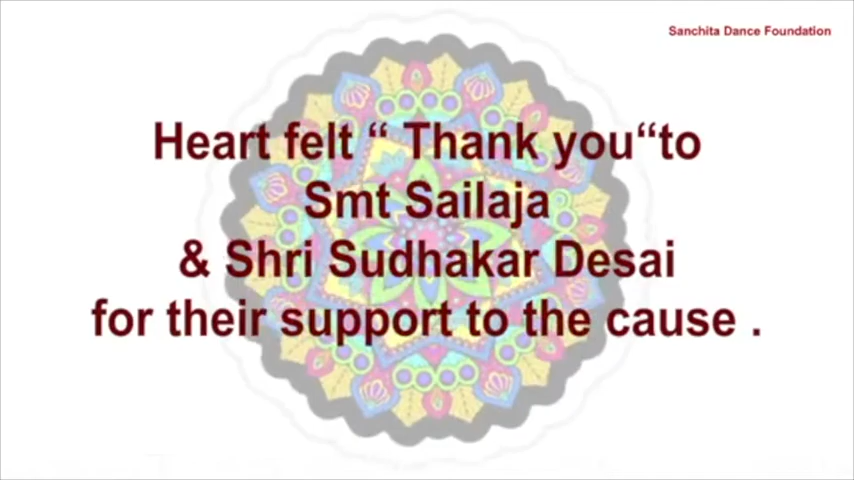 Sanchita Dance Foundation
Heart felt “ Thank you“to
Smt Sailaja
& Shri Sudhakar Desai
for their support to the cause .